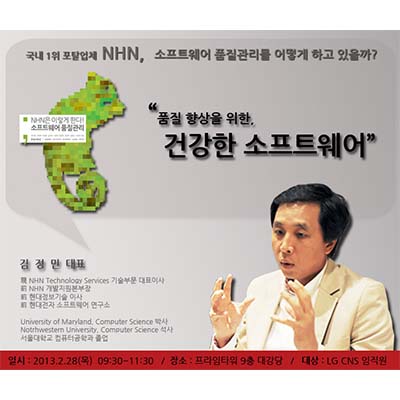 국내 1위 포탈업체 NHN, 소프트웨어 품질관리를 어떻게 하고 있을까?
NHN은 이렇게 한다!
소프트웨어 품질관리
“품질 향상을 위한,
건강한 소프트웨어”
김 정 민 대표
現 NHN Technology Services 기술부문 대표이사
前 NHN 개발지원본부장
前 현대정보기술 이사
前 현대전자 소프트웨어 연구소
University of Maryland, Computer Science 박사
Nothwestern University, Computer Science 석사
서울대학교 컴퓨터공학과 졸업
일시 : 2013.2.28(목) 09:30~11:30 / 장소 : 프라임타워 9층 대강당 / 대상 : LG CNS 임직원